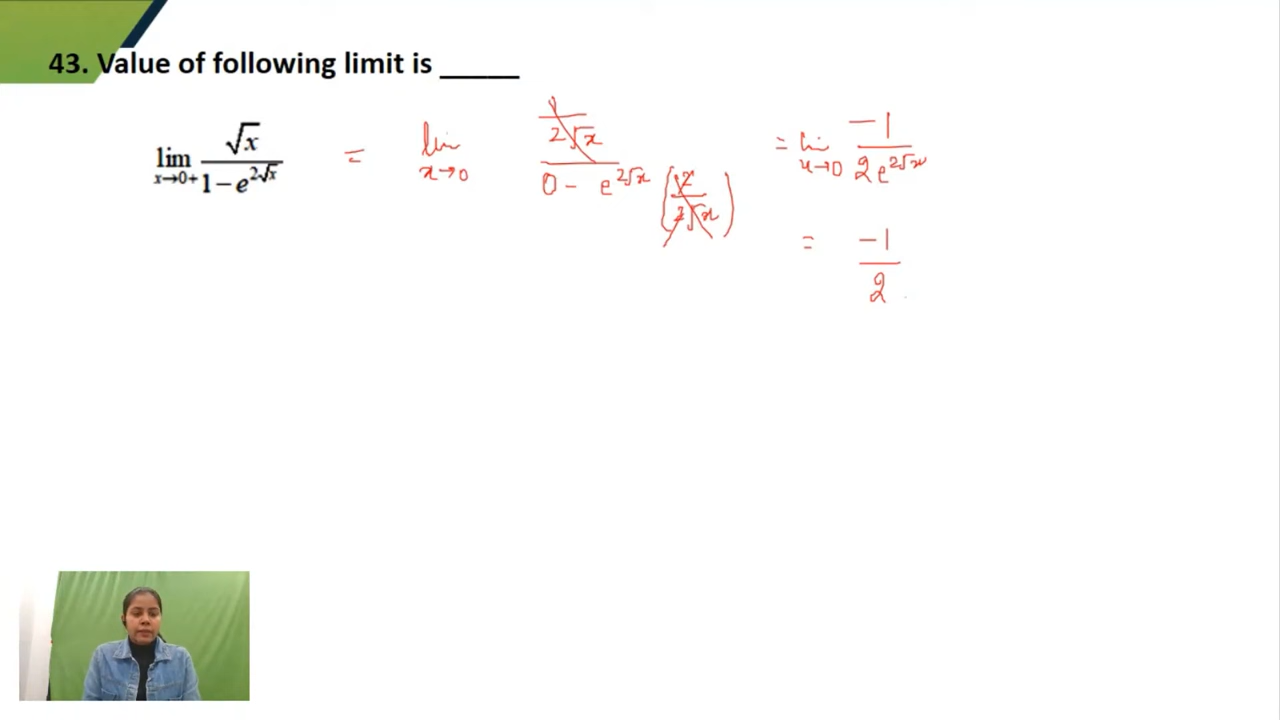 43. Value of following limit is _____
lim x→0+ √x / (1 − e^(2√x)) = lim x→0 (1 / 2√x) / (0 − e^(2√x) (2 / 2√x)) = lim x→0 −1 / (2e^(2√x))
= −1 / 2